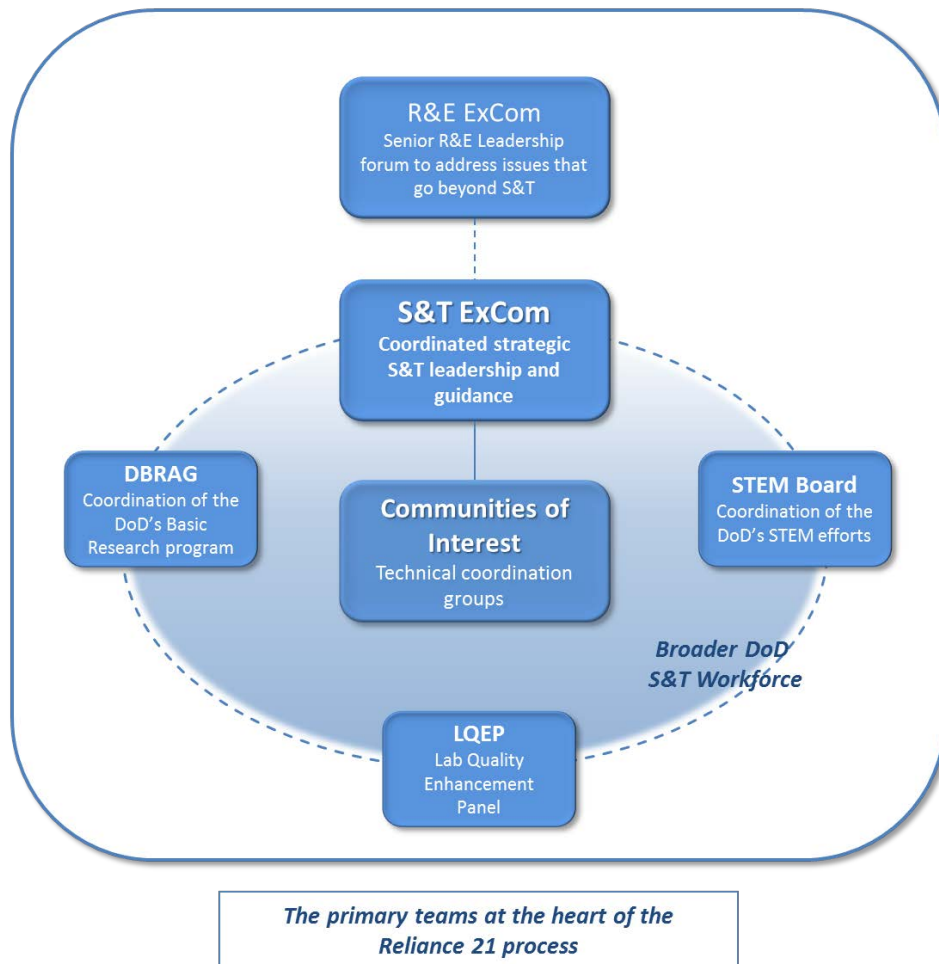 R&E ExCom
Senior R&E Leadership
forum to address issues that
go beyond S&T
S&T ExCom
Coordinated strategic
S&T leadership and
guidance
DBRAG
Coordination of the
DoD's Basic
Research program
Communities of
Interest
Technical coordination
groups
STEM Board
Coordination of the
DoD's STEM efforts
Broader DoD
S&T Workforce
LQEP
Lab Quality
Enhancement
Panel
The primary teams at the heart of the
Reliance 21 process